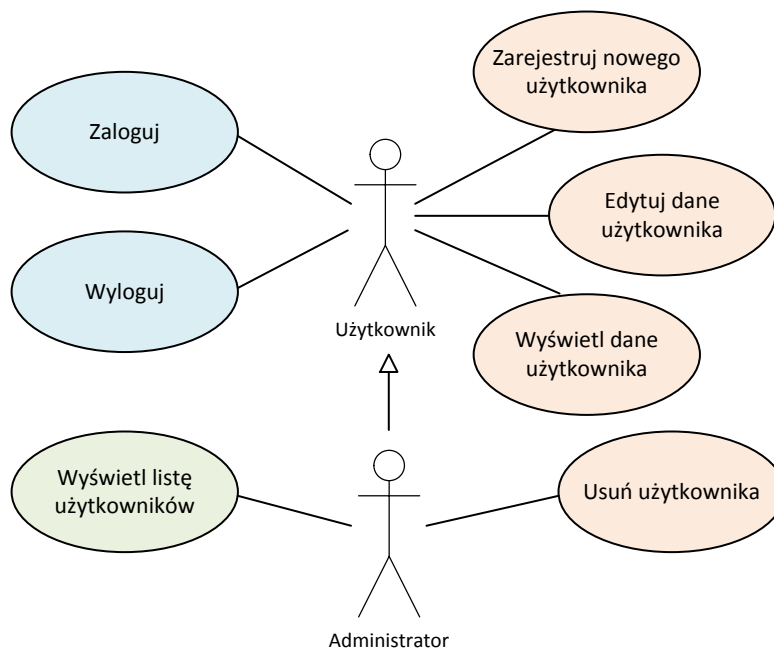 Zarejestruj nowego
użytkownika
Zaloguj
Edytuj dane
użytkownika
Wyloguj
Użytkownik
Wyświetl dane
użytkownika
Wyświetl listę
użytkowników
Usuń użytkownika
Administrator